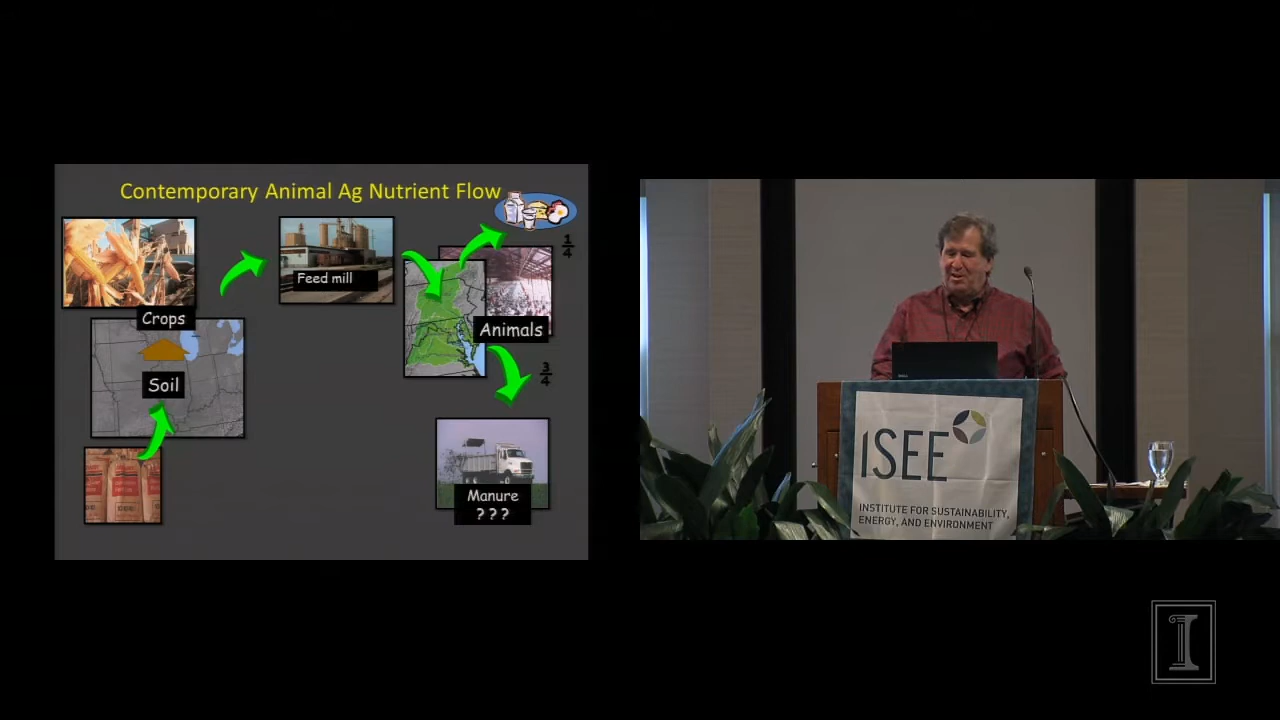 Contemporary Animal Ag Nutrient Flow
Crops
Feed mill
1/4
Animals
Soil
3/4
Manure
???
DELL
ISEE
INSTITUTE FOR SUSTAINABILITY,
ENERGY, AND ENVIRONMENT
I